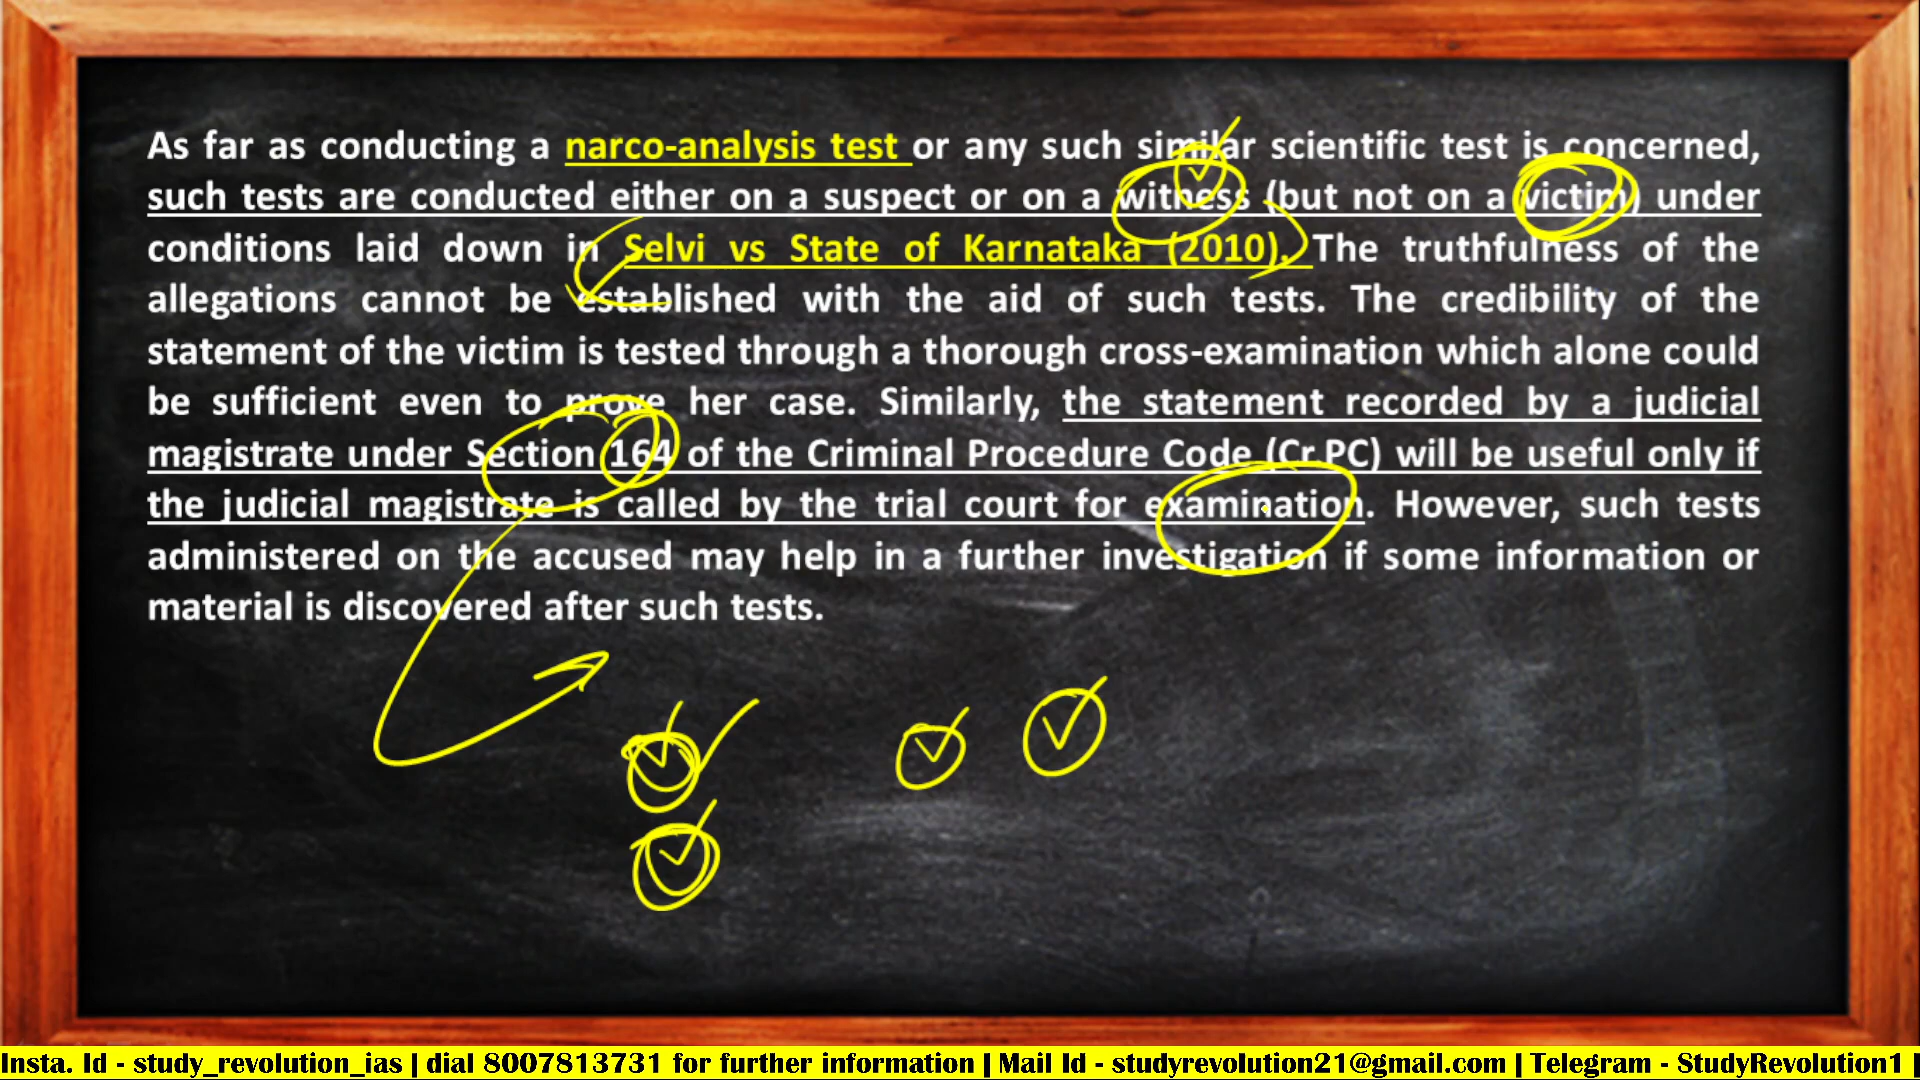 As far as conducting a narco-analysis test or any such similar scientific test is concerned,
such tests are conducted either on a suspect or on a witness (but not on a victim) under
conditions laid down in Selvi vs State of Karnataka (2010). The truthfulness of the
allegations cannot be established with the aid of such tests. The credibility of the
statement of the victim is tested through a thorough cross-examination which alone could
be sufficient even to prove her case. Similarly, the statement recorded by a judicial
magistrate under Section 164 of the Criminal Procedure Code (Cr.PC) will be useful only if
the judicial magistrate is called by the trial court for examination. However, such tests
administered on the accused may help in a further investigation if some information or
material is discovered after such tests.
Insta. Id - study_revolution_ias | dial 8007813731 for further information | Mail Id - studyrevolution21@gmail.com | Telegram - StudyRevolution1 |